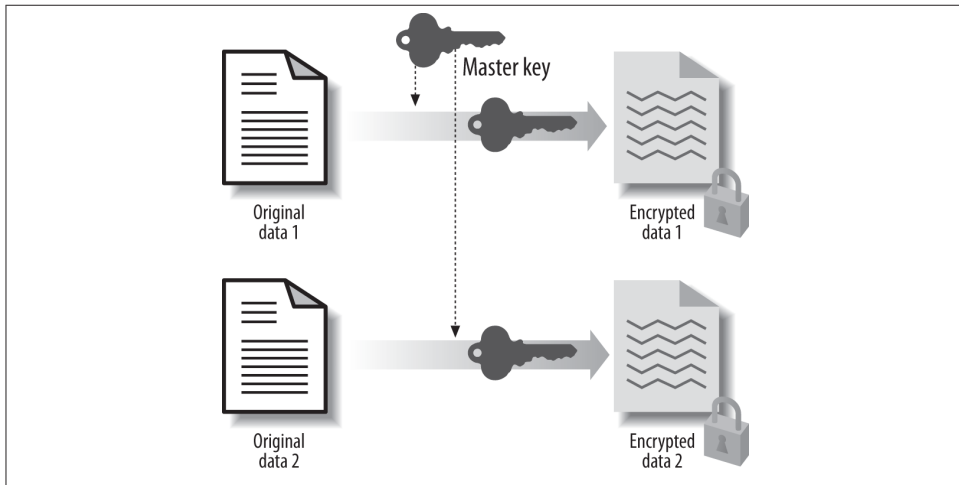 Master key
Original
data 1
Encrypted
data 1
Original
data 2
Encrypted
data 2